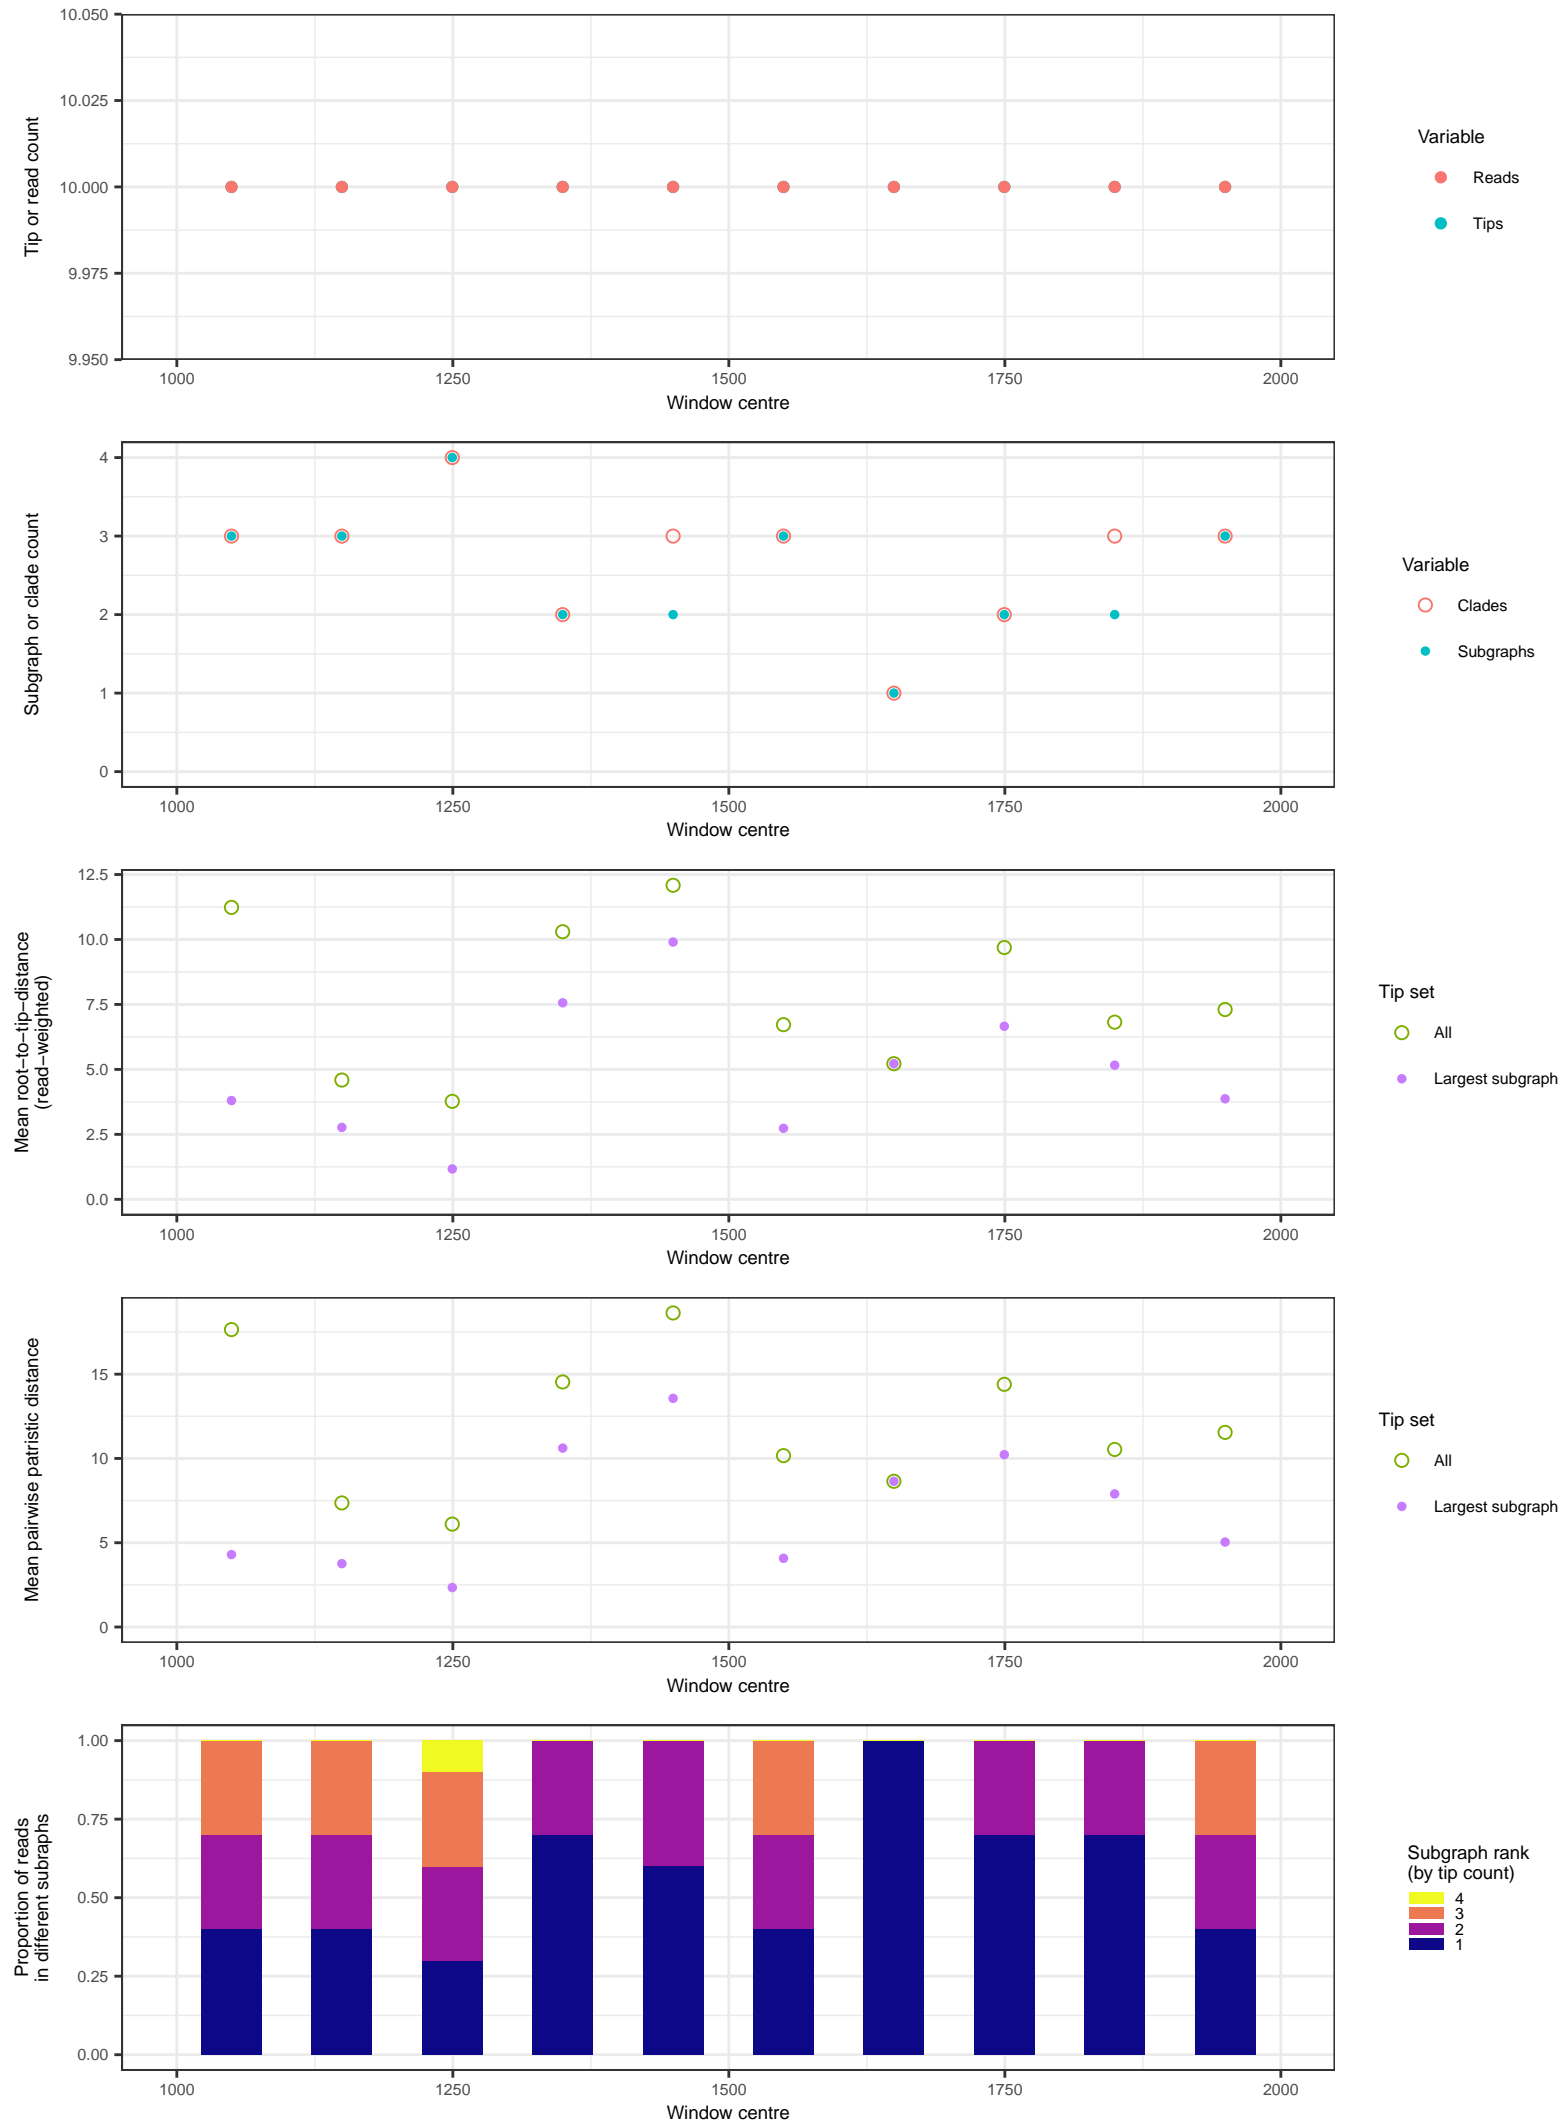 10.050
10.025
10.000
9.975
9.950
Tip or read count
1000 1250 1500 1750 2000
Window centre
Variable
Reads
Tips
4
3
2
1
0
Subgraph or clade count
1000 1250 1500 1750 2000
Window centre
Variable
Clades
Subgraphs
12.5
10.0
7.5
5.0
2.5
0.0
Mean root−to−tip−distance
(read−weighted)
1000 1250 1500 1750 2000
Window centre
Tip set
All
Largest subgraph
15
10
5
0
Mean pairwise patristic distance
1000 1250 1500 1750 2000
Window centre
Tip set
All
Largest subgraph
1.00
0.75
0.50
0.25
0.00
Proportion of reads
in different subraphs
1000 1250 1500 1750 2000
Window centre
Subgraph rank
(by tip count)
4
3
2
1